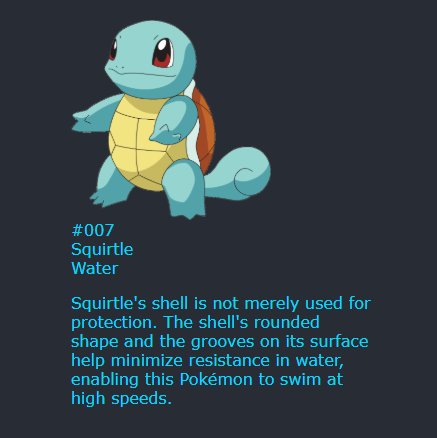 #007
Squirtle
Water
Squirtle's shell is not merely used for
protection. The shell's rounded
shape and the grooves on its surface
help minimize resistance in water,
enabling this Pokémon to swim at
high speeds.